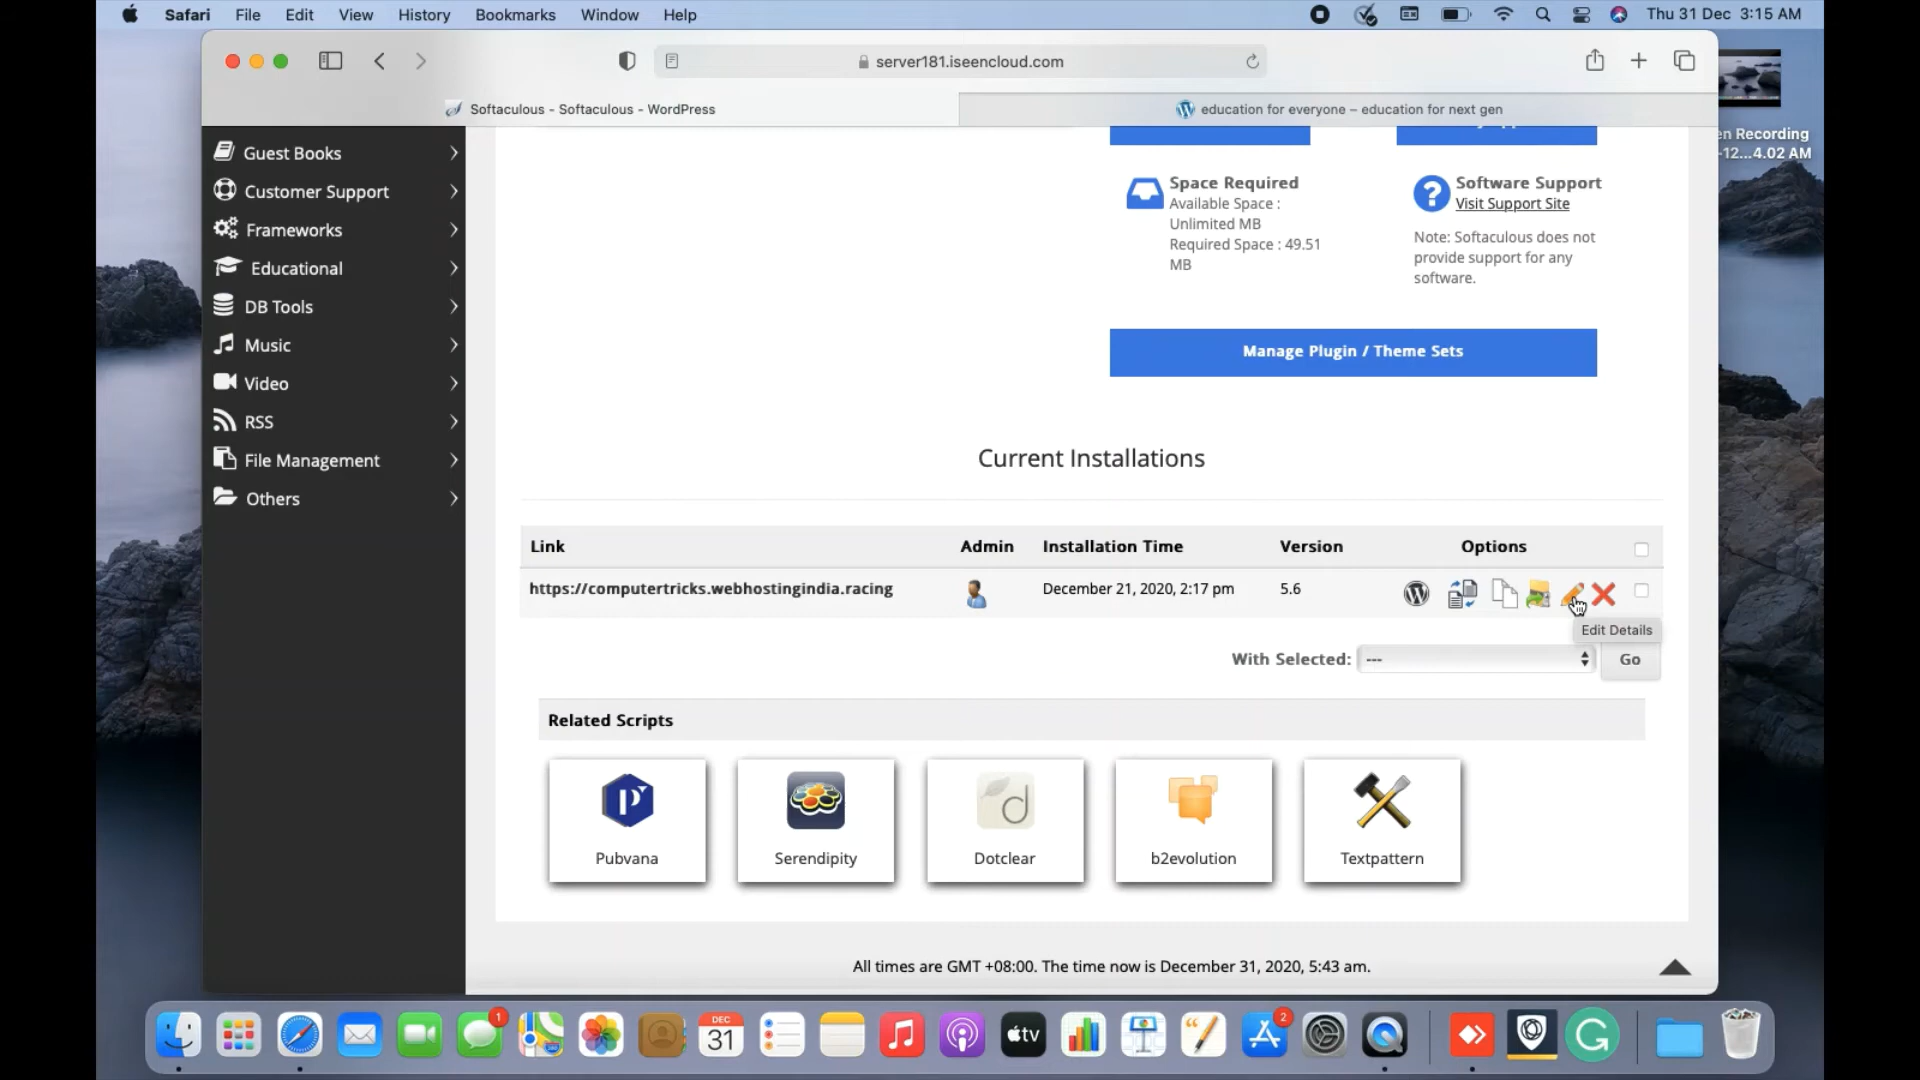 Safari File Edit View History Bookmarks Window Help
Thu 31 Dec 3:15 AM
server181.iseencloud.com
Softaculous - Softaculous - WordPress
education for everyone – education for next gen
en Recording
-12...4.02 AM
Guest Books
Customer Support
Frameworks
Educational
DB Tools
Music
Video
RSS
File Management
Others
Space Required
Available Space :
Unlimited MB
Required Space : 49.51
MB
Software Support
Visit Support Site
Note: Softaculous does not
provide support for any
software.
Manage Plugin / Theme Sets
Current Installations
Link Admin Installation Time Version Options
https://computertricks.webhostingindia.racing December 21, 2020, 2:17 pm 5.6
Edit Details
With Selected: --- Go
Related Scripts
Pubvana
Serendipity
Dotclear
b2evolution
Textpattern
All times are GMT +08:00. The time now is December 31, 2020, 5:43 am.
1
DEC
31
tv
2